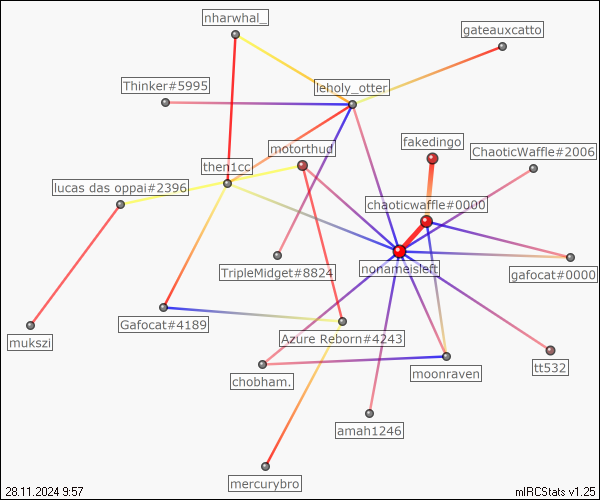 nharwhal_
gateauxcatto
Thinker#5995
leholy_otter
fakedingo
motorthud
ChaoticWaffle#2006
then1cc
lucas das oppai#2396
chaoticwaffle#0000
TripleMidget#8824
nonameisleft
gafocat#0000
Gafocat#4189
mukszi
Azure Reborn#4243
tt532
moonraven
chobham.
amah1246
mercurybro
28.11.2024 9:57
mIRCStats v1.25